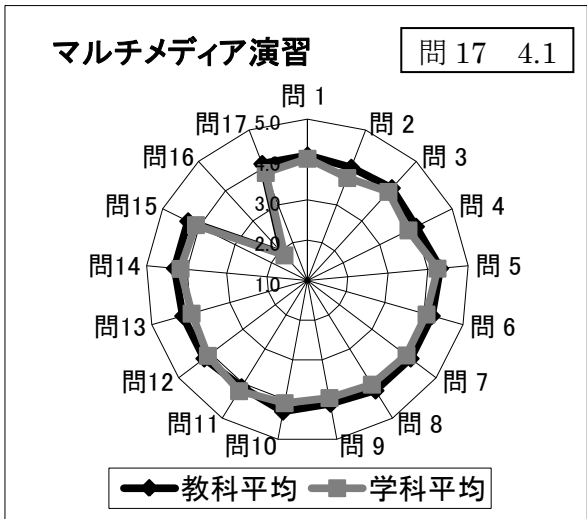 マルチメディア演習
問 17 4.1
問 1
問 2
問 3
問 4
問 5
問 6
問 7
問 8
問 9
問10
問11
問12
問13
問14
問15
問16
問17
5.0
4.0
3.0
2.0
1.0
教科平均
学科平均